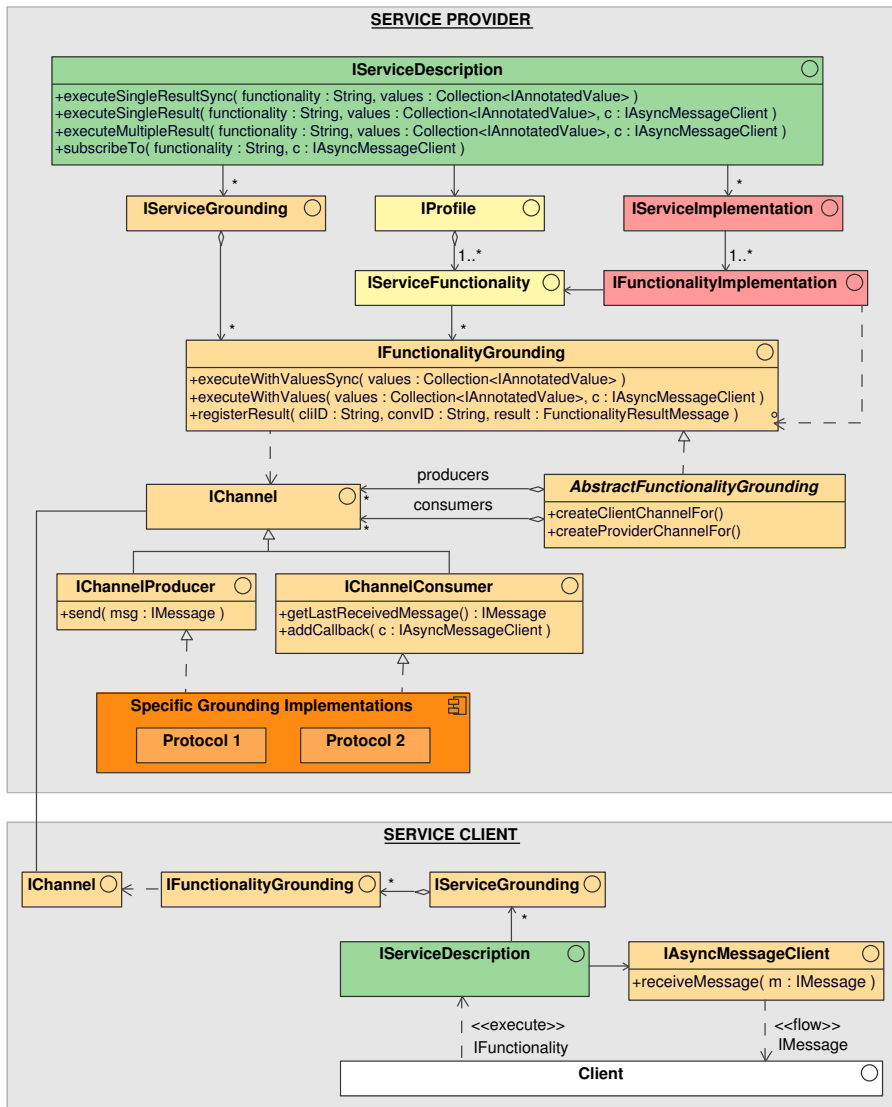 SERVICE PROVIDER
IServiceDescription
+executeSingleResultSync( functionality : String, values : Collection<IAnnotatedValue> )
+executeSingleResult( functionality : String, values : Collection<IAnnotatedValue>, c : IAsyncMessageClient )
+executeMultipleResult( functionality : String, values : Collection<IAnnotatedValue>, c : IAsyncMessageClient )
+subscribeTo( functionality : String, c : IAsyncMessageClient )
* *
IServiceGrounding IProfile IServiceImplementation
1..* 1..*
IServiceFunctionality IFunctionalityImplementation
* *
IFunctionalityGrounding
+executeWithValuesSync( values : Collection<IAnnotatedValue> )
+executeWithValues( values : Collection<IAnnotatedValue>, c : IAsyncMessageClient )
+registerResult( cliID : String, convID : String, result : FunctionalityResultMessage )
producers
IChannel * AbstractFunctionalityGrounding
consumers
* +createClientChannelFor()
+createProviderChannelFor()
IChannelProducer IChannelConsumer
+send( msg : IMessage ) +getLastReceivedMessage() : IMessage
+addCallback( c : IAsyncMessageClient )
Specific Grounding Implementations
Protocol 1 Protocol 2
SERVICE CLIENT
IChannel IFunctionalityGrounding * IServiceGrounding
*
IServiceDescription IAsyncMessageClient
+receiveMessage( m : IMessage )
<<execute>> <<flow>>
IFunctionality IMessage
Client